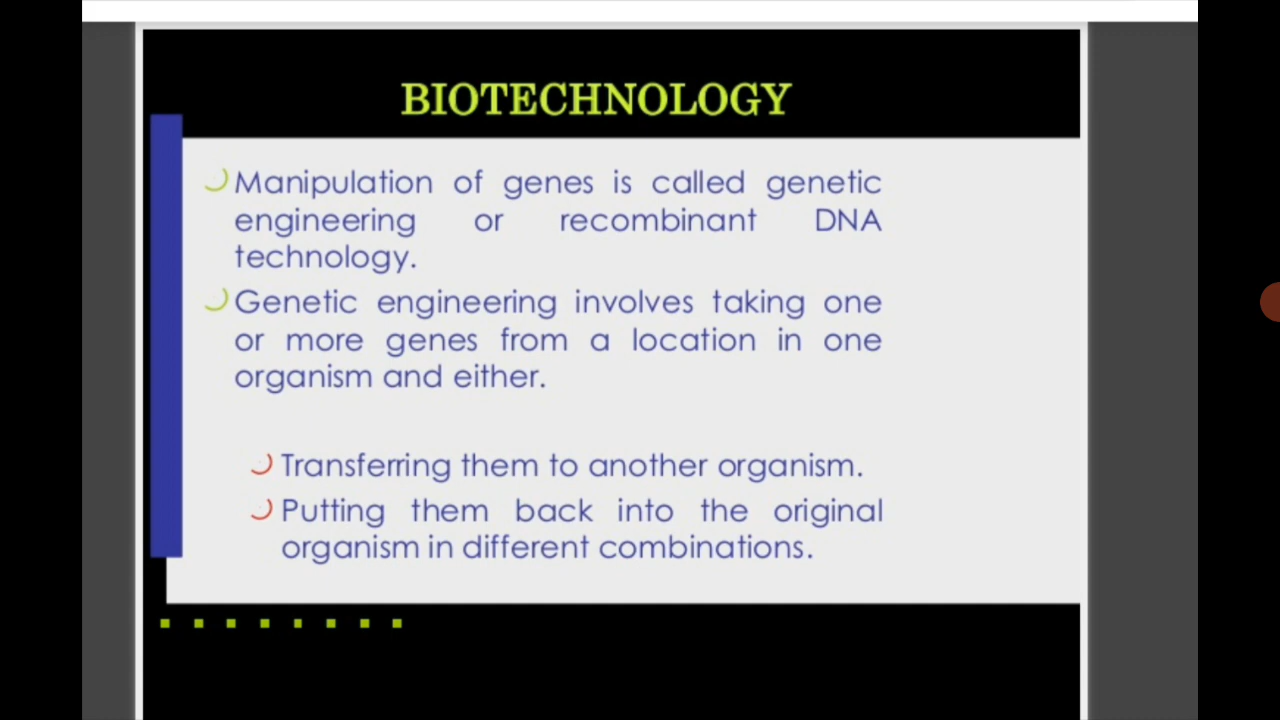 BIOTECHNOLOGY
Manipulation of genes is called genetic
engineering or recombinant DNA
technology.
Genetic engineering involves taking one
or more genes from a location in one
organism and either.
Transferring them to another organism.
Putting them back into the original
organism in different combinations.